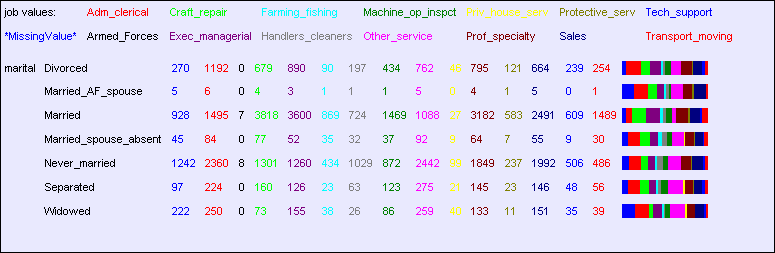 job values: Adm_clerical Craft_repair Farming_fishing Machine_op_inspct Priv_house_serv Protective_serv Tech_support
*MissingValue* Armed_Forces Exec_managerial Handlers_cleaners Other_service Prof_specialty Sales Transport_moving
marital Divorced 270 1192 0 679 890 90 197 434 762 46 795 121 664 239 254
Married_AF_spouse 5 6 0 4 3 1 1 1 5 0 4 1 5 0 1
Married 928 1495 7 3818 3600 869 724 1469 1088 3182 583 2491 609 1489
Married_spouse_absent 45 84 0 77 52 35 32 37 92 9 64 7 55 9 30
Never_married 1242 2360 8 1301 1260 434 1029 872 2442 99 1849 237 1992 506 486
Separated 97 224 0 160 126 23 63 123 275 21 145 23 146 48 56
Widowed 222 250 0 73 155 38 26 86 259 40 133 11 151 35 39